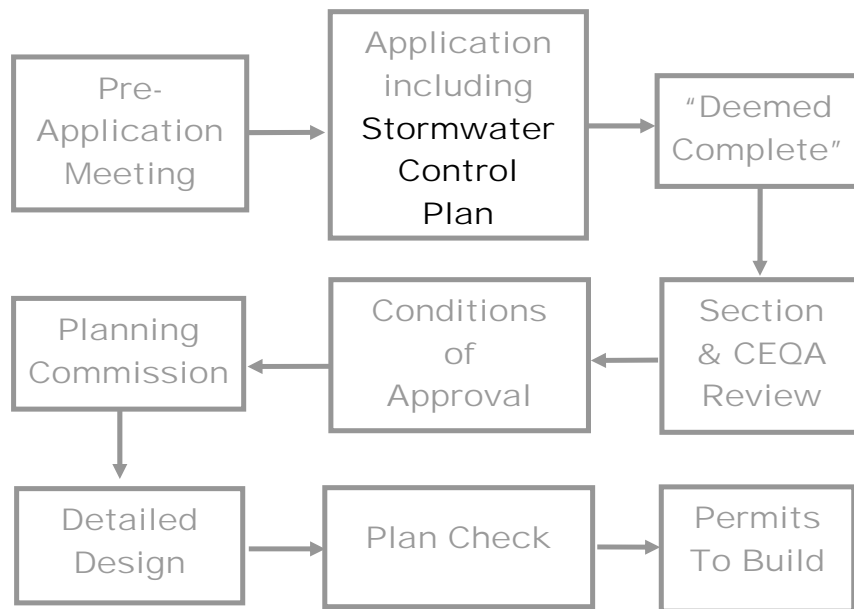 Pre-
Application
Meeting
Application
including
Stormwater
Control
Plan
“Deemed
Complete”
Section
& CEQA
Review
Conditions
of
Approval
Planning
Commission
Detailed
Design
Plan Check
Permits
To Build